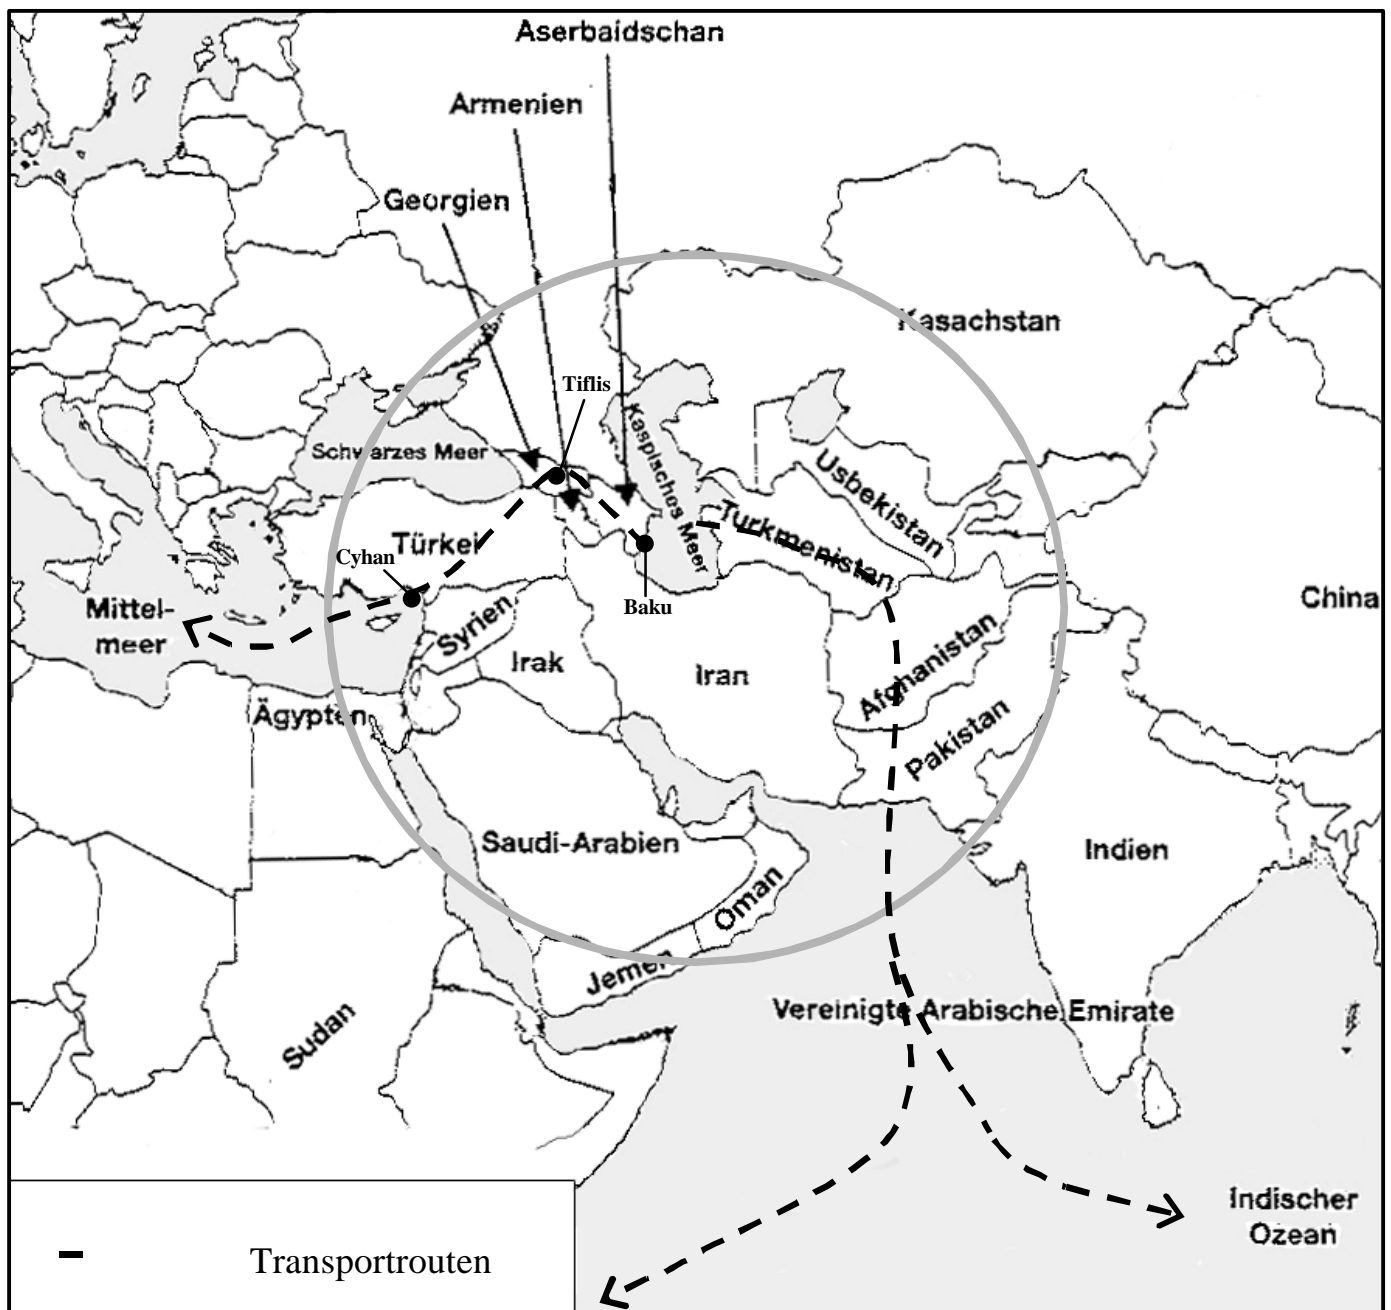 Aserbaidschan
Armenien
Georgien
Kasachstan
Tiflis
Schwarzes Meer
Kaspisches Meer
Usbekistan
Turkmenistan
Türkei
Cyhan
Baku
China
Mittel-
meer
Syrien
Irak
Iran
Afghanistan
Ägypten
Pakistan
Saudi-Arabien
Indien
Oman
Jemen
Vereinigte Arabische Emirate
Sudan
Indischer
Ozean
Transportrouten